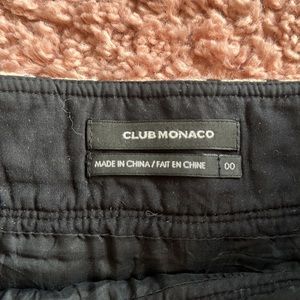 CLUB MONACO
MADE IN CHINA / FAIT EN CHINE 00